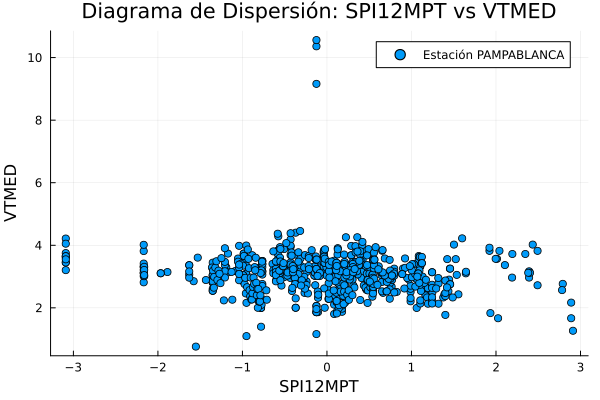 Diagrama de Dispersión: SPI12MPT vs VTMED
Estación PAMPABLANCA
VTMED
10
8
6
4
2
−3 −2 −1 0 1 2 3
SPI12MPT